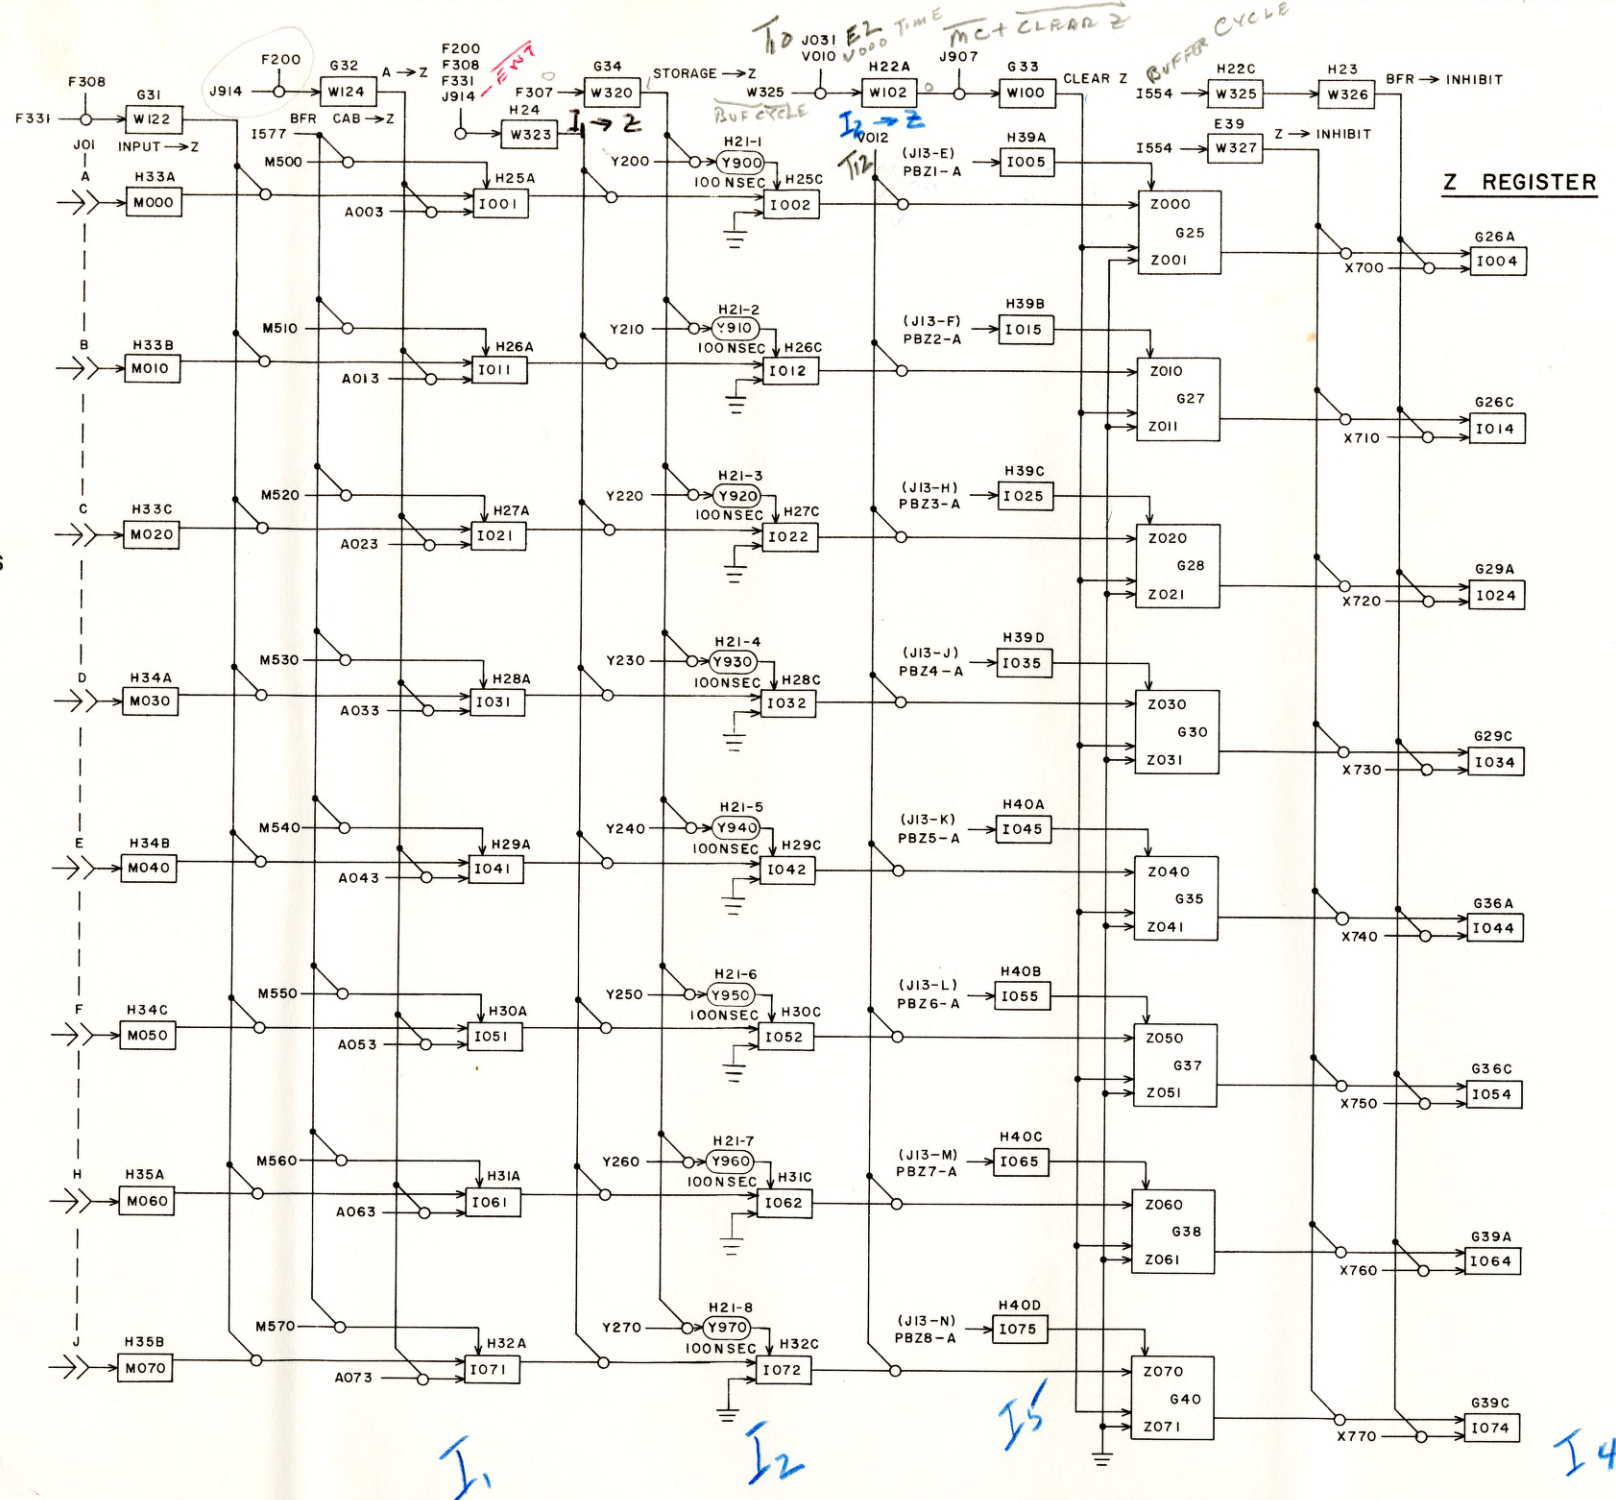 T10 J031 E2 TIME
V010 V000
MC + CLEAR Z
BUFFER CYCLE
F308
F331
G31
W122
INPUT → Z
F200
J914
G32
W124
A → Z
BFR CAB → Z
I577
F200
F308
F331
J914
ENT
H24
W323
F307
G34
W320
STORAGE → Z
I1 → Z
W325
BUF CYCLE
H22A
W102
I2 → Z
J907
G33
W100
CLEAR Z
V012
T12
I554
H22C
W325
H23
W326
BFR → INHIBIT
I554
E39
W327
Z → INHIBIT
Z REGISTER
J01
A
H33A
M000
M500
A003
H25A
I001
Y200
H21-1
Y900
100 NSEC
H25C
I002
(J13-E)
PBZ1-A
H39A
I005
Z000
G25
Z001
X700
G26A
I004
B
H33B
M010
M510
A013
H26A
I011
Y210
H21-2
Y910
100NSEC
H26C
I012
(J13-F)
PBZ2-A
H39B
I015
Z010
G27
Z011
X710
G26C
I014
C
H33C
M020
M520
A023
H27A
I021
Y220
H21-3
Y920
100NSEC
H27C
I022
(J13-H)
PBZ3-A
H39C
I025
Z020
G28
Z021
X720
G29A
I024
S
D
H34A
M030
M530
A033
H28A
I031
Y230
H21-4
Y930
100NSEC
H28C
I032
(J13-J)
PBZ4-A
H39D
I035
Z030
G30
Z031
X730
G29C
I034
E
H34B
M040
M540
A043
H29A
I041
Y240
H21-5
Y940
100NSEC
H29C
I042
(J13-K)
PBZ5-A
H40A
I045
Z040
G35
Z041
X740
G36A
I044
F
H34C
M050
M550
A053
H30A
I051
Y250
H21-6
Y950
100NSEC
H30C
I052
(J13-L)
PBZ6-A
H40B
I055
Z050
G37
Z051
X750
G36C
I054
H
H35A
M060
M560
A063
H31A
I061
Y260
H21-7
Y960
100NSEC
H31C
I062
(J13-M)
PBZ7-A
H40C
I065
Z060
G38
Z061
X760
G39A
I064
J
H35B
M070
M570
A073
H32A
I071
Y270
H21-8
Y970
100NSEC
H32C
I072
(J13-N)
PBZ8-A
H40D
I075
Z070
G40
Z071
X770
G39C
I074
I1
I2
I5
I4